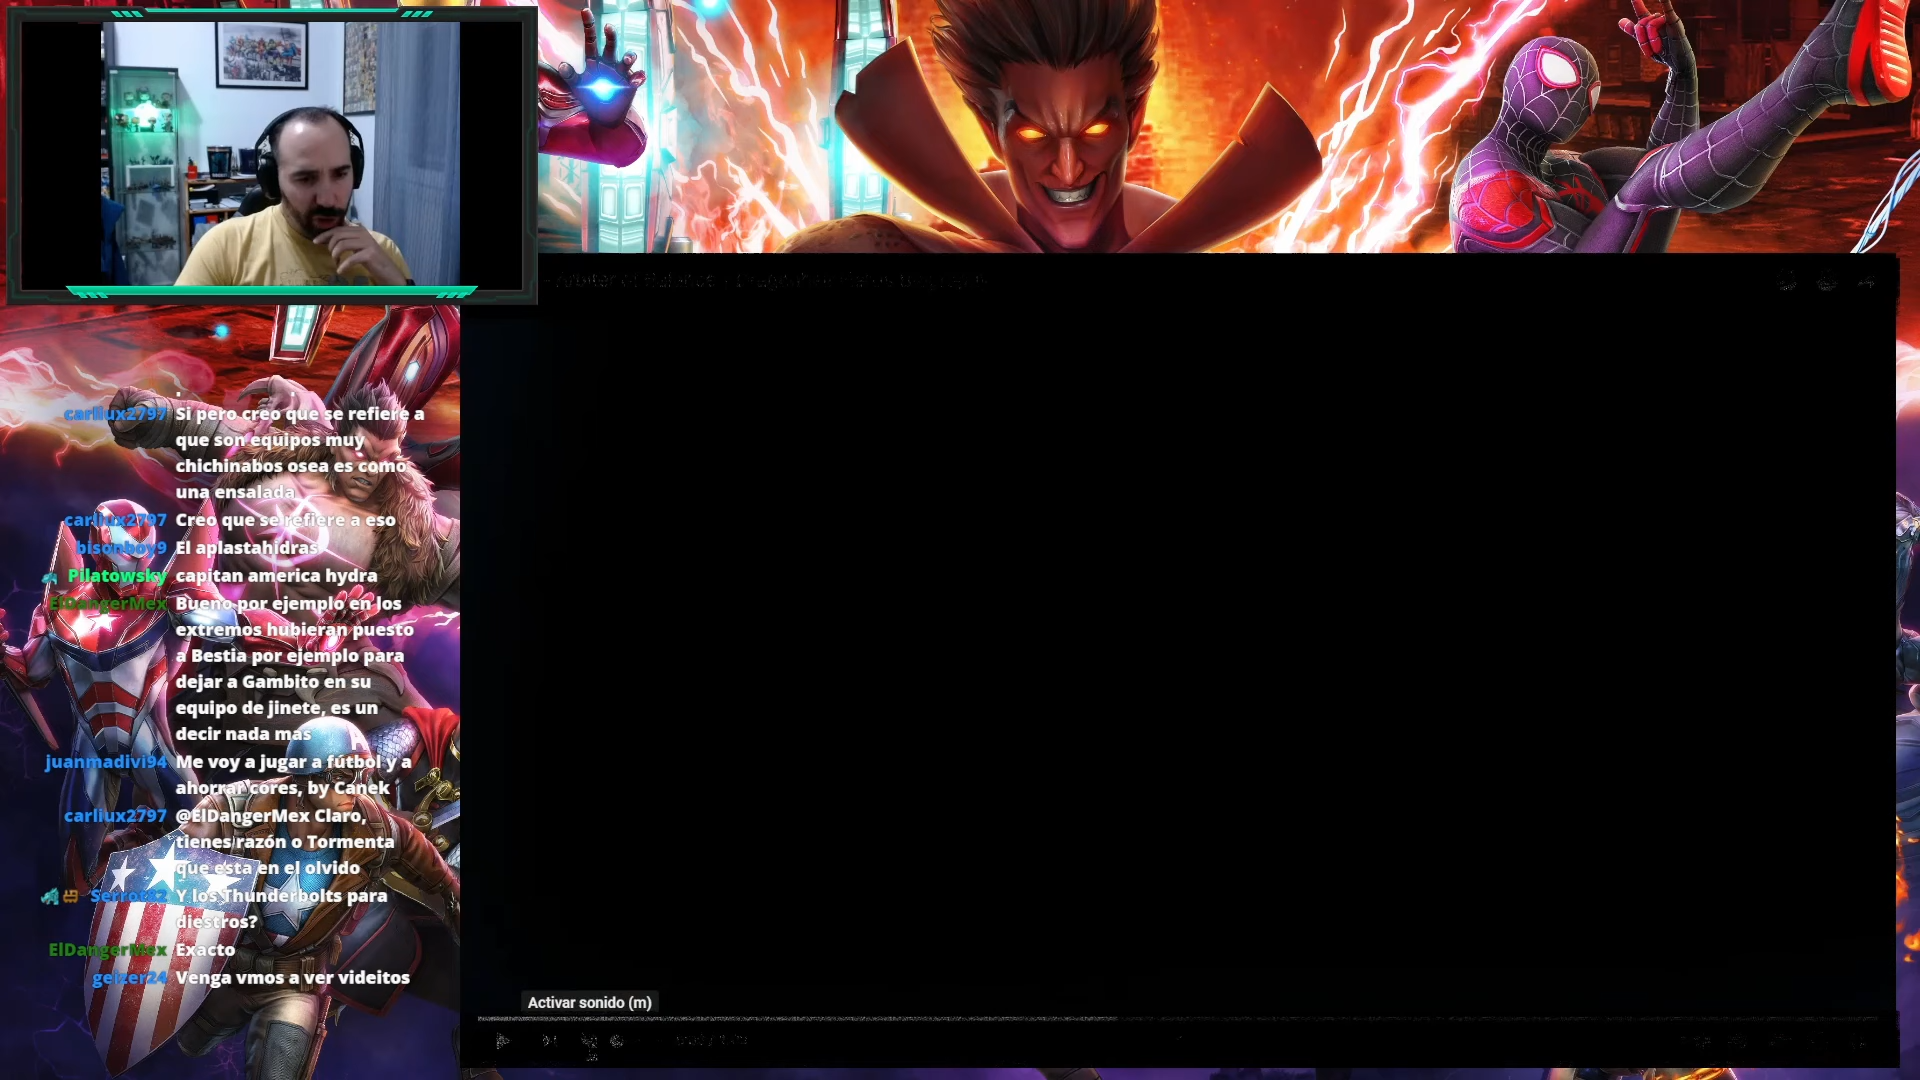 carliux2797 Si pero creo que se refiere a
que son equipos muy
chichinabos osea es como
una ensalada
carliux2797 Creo que se refiere a eso
bisonboy9 El aplastahidras
Pilatowsky capitan america hydra
ElDangerMex Bueno por ejemplo en los
extremos hubieran puesto
a Bestia por ejemplo para
dejar a Gambito en su
equipo de jinete, es un
decir nada mas
juanmadivi94 Me voy a jugar a fútbol y a
ahorrar cores, by Canek
carliux2797 @ElDangerMex Claro,
tienes razón o Tormenta
que esta en el olvido
Y los Thunderbolts para
diestros?
ElDangerMex Exacto
geizer24 Venga vmos a ver videitos
Activar sonido (m)